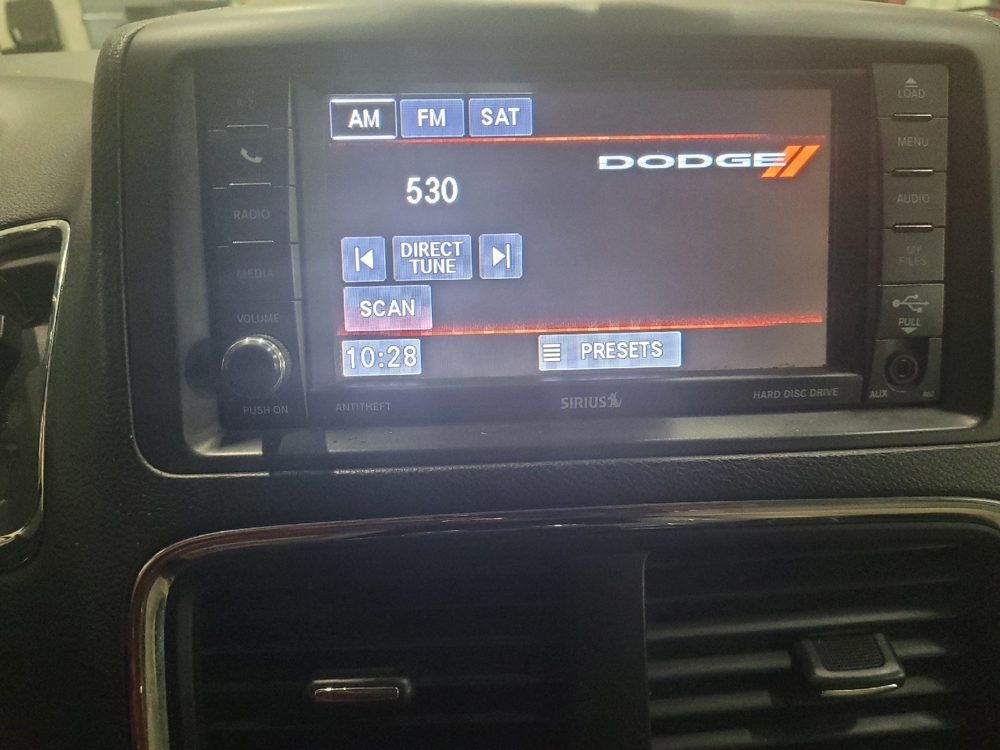 AM FM SAT
DODGE
530
DIRECT
TUNE
SCAN
10:28 PRESETS
RADIO
MEDIA
VOLUME
PUSH ON
ANTITHEFT
SIRIUS
HARD DISC DRIVE
LOAD
MENU
AUDIO
MY
FILES
PULL
AUX